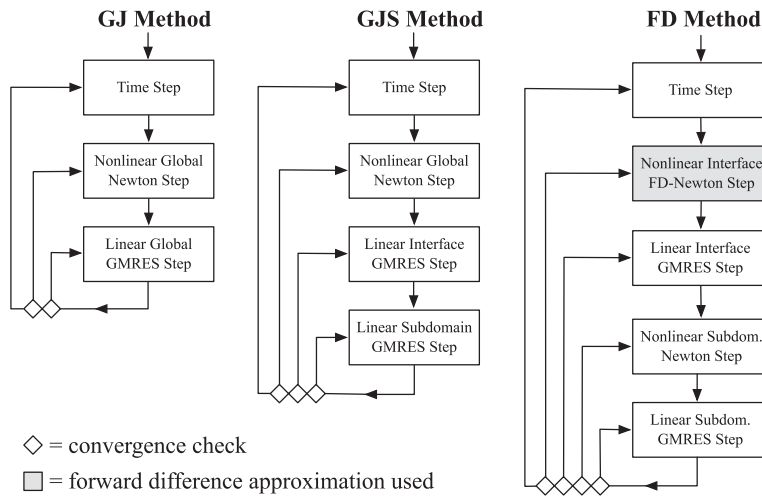 GJ Method
Time Step
Nonlinear Global
Newton Step
Linear Global
GMRES Step
GJS Method
Time Step
Nonlinear Global
Newton Step
Linear Interface
GMRES Step
Linear Subdomain
GMRES Step
FD Method
Time Step
Nonlinear Interface
FD-Newton Step
Linear Interface
GMRES Step
Nonlinear Subdom.
Newton Step
Linear Subdom.
GMRES Step
= convergence check
= forward difference approximation used